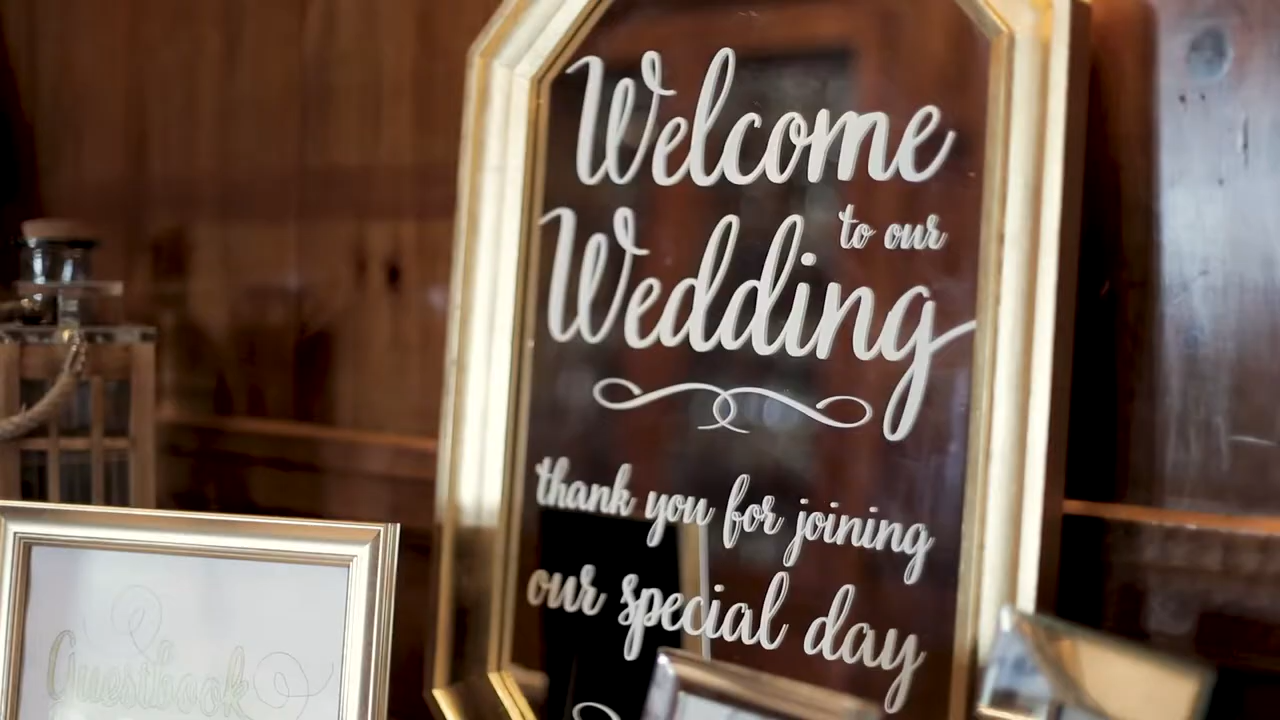 Welcome
to our
Wedding
thank you for joining
our special day
Guestbook